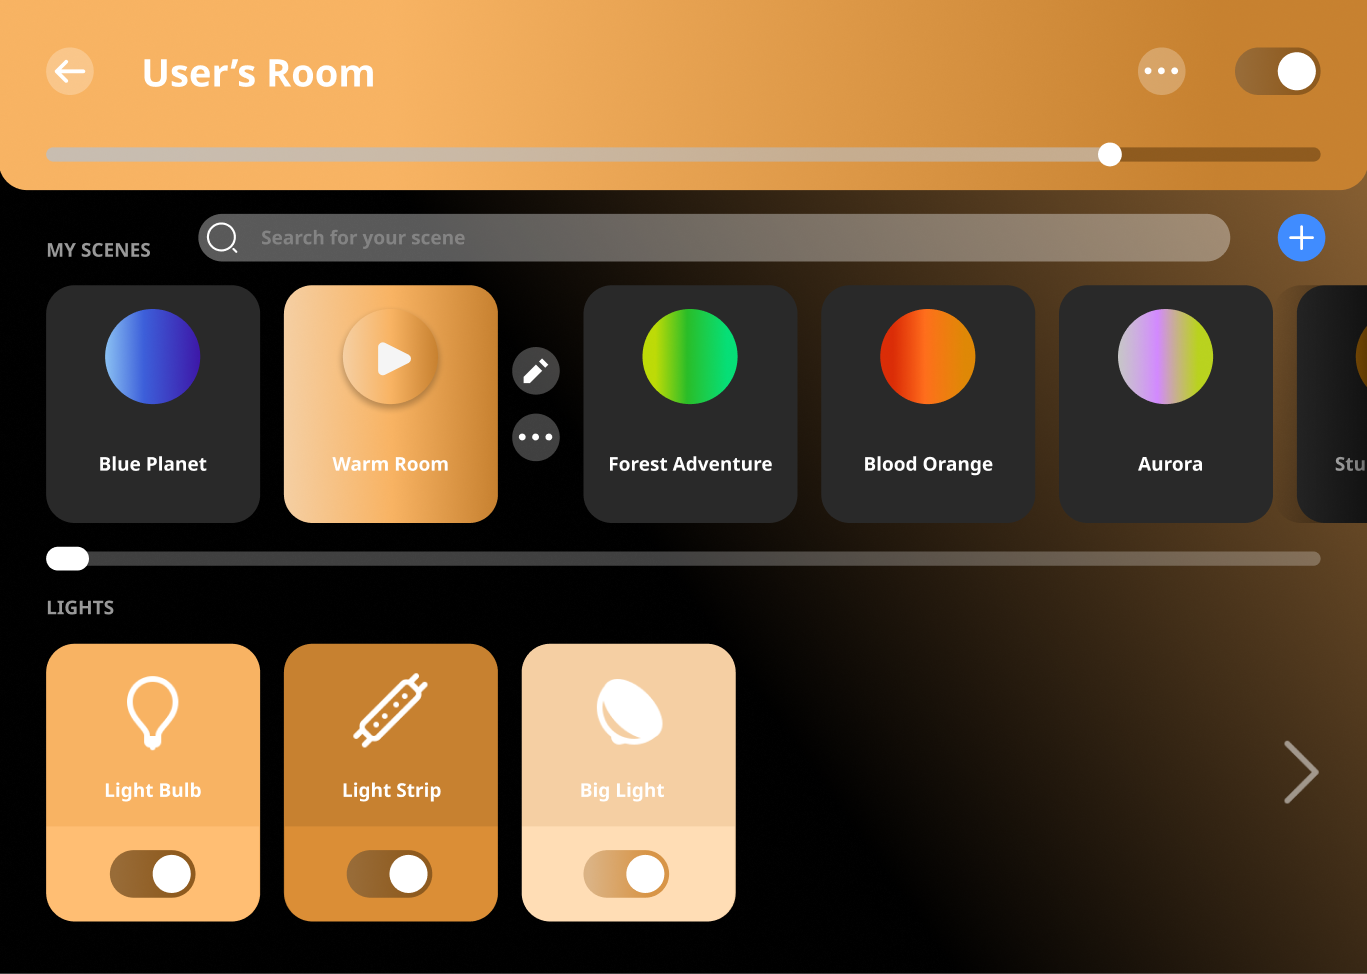 User’s Room
MY SCENES
Search for your scene
Blue Planet
Warm Room
Forest Adventure
Blood Orange
Aurora
Stu
LIGHTS
Light Bulb
Light Strip
Big Light